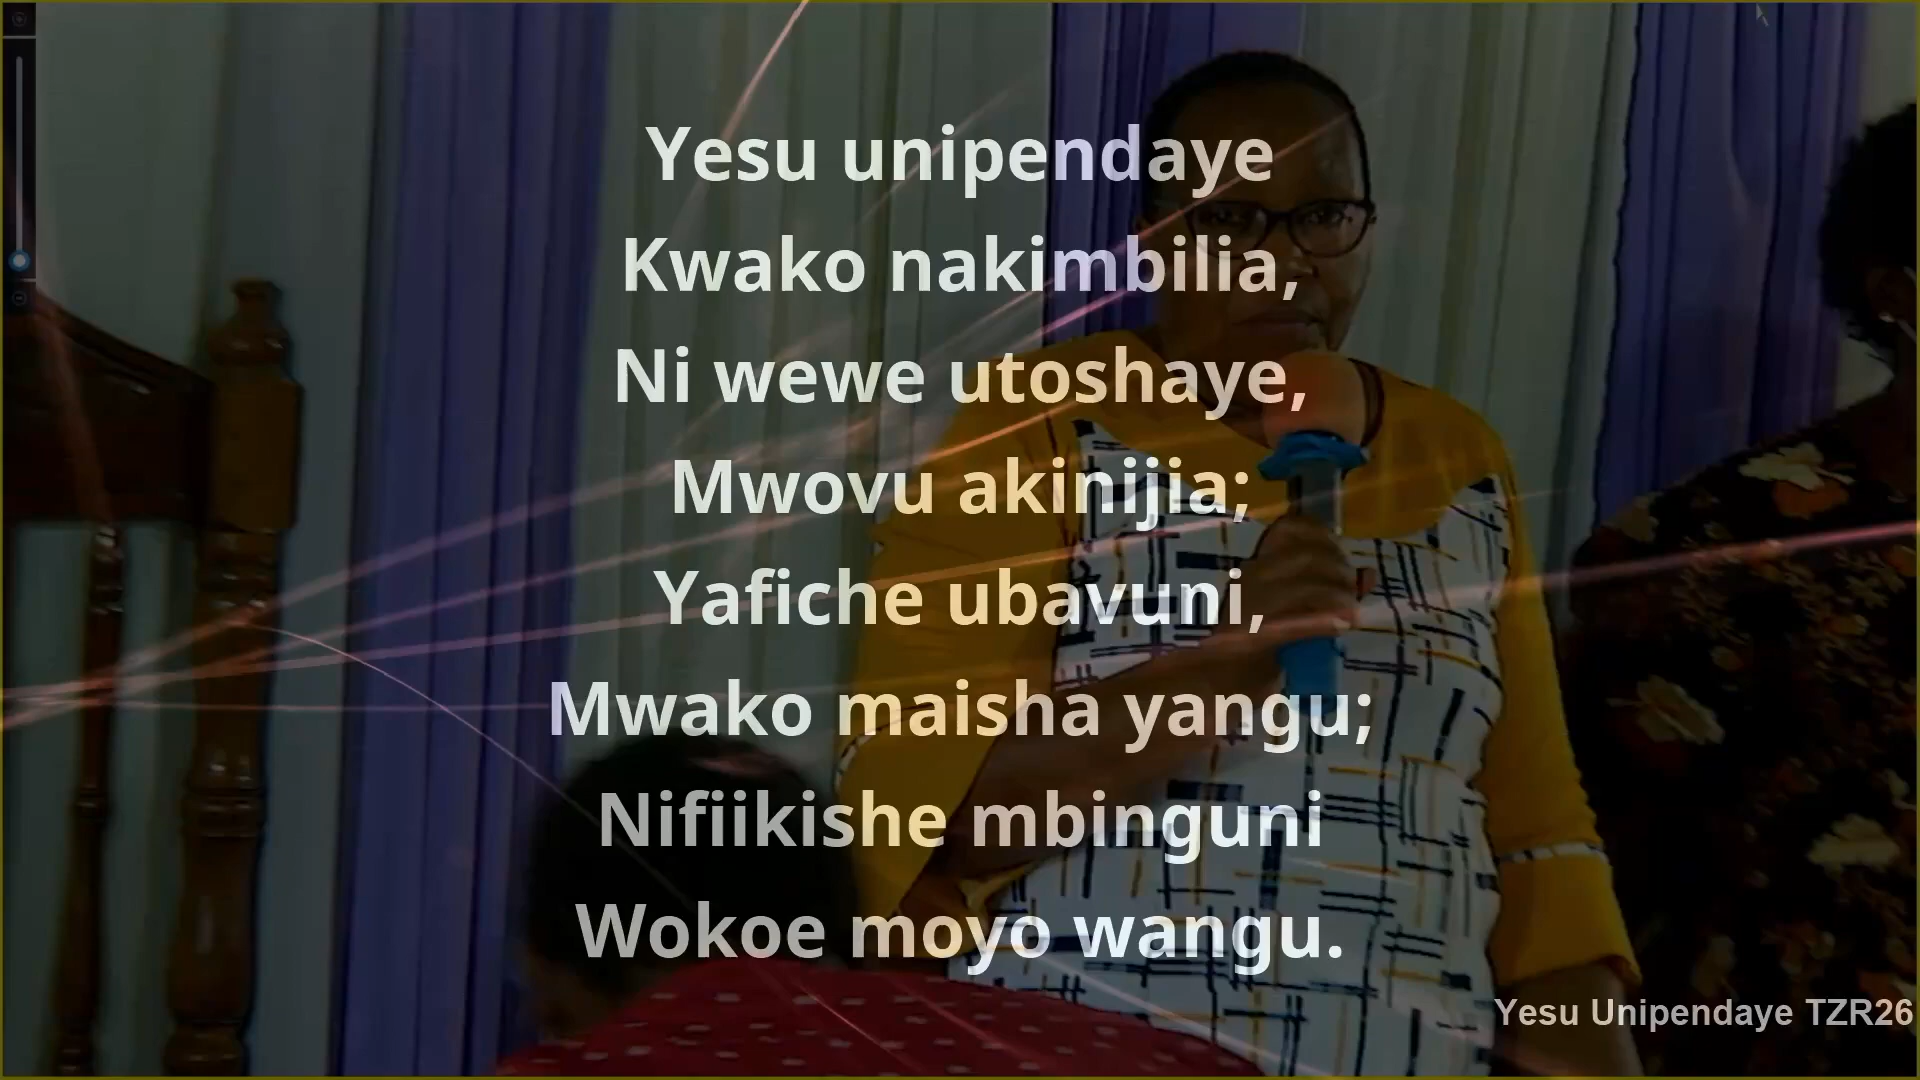 Yesu unipendaye
Kwako nakimbilia,
Ni wewe utoshaye,
Mwovu akinijia;
Yafiche ubavuni,
Mwako maisha yangu;
Nifiikishe mbinguni
Wokoe moyo wangu.
Yesu Unipendaye TZR26